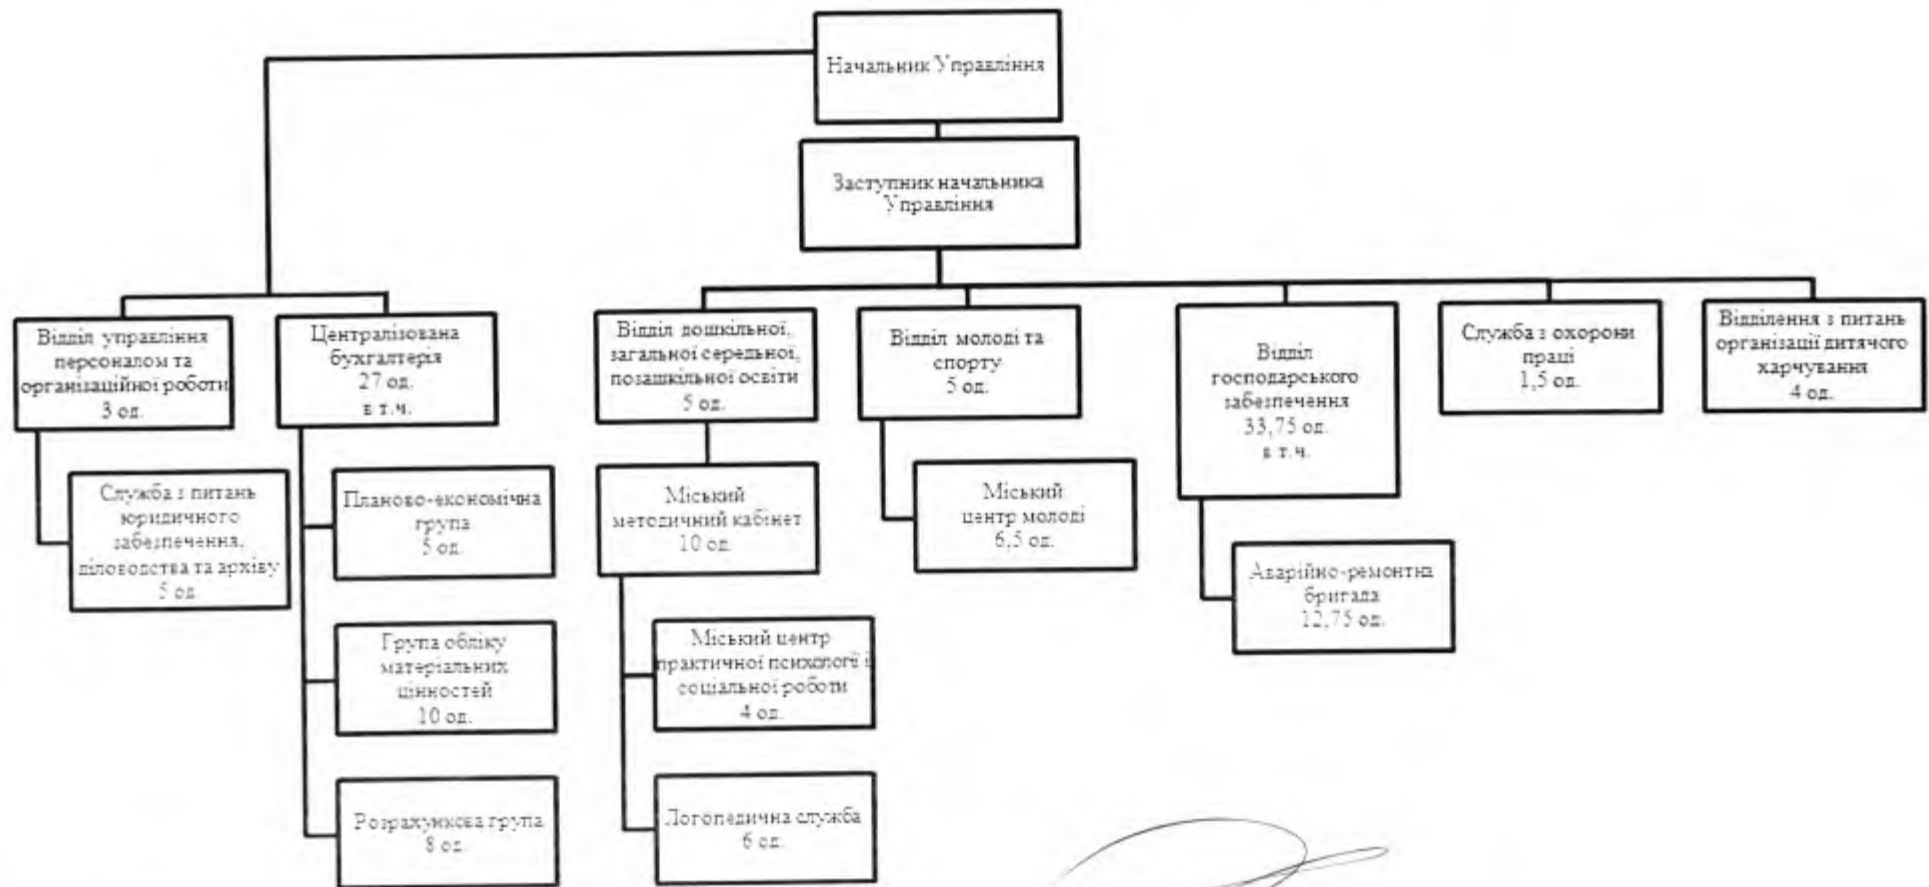 Начальник Управління
Заступник начальника
Управління
Відділ управління
персоналом та
організаційної роботи
3 од.
Централізована
бухгалтерія
27 од.
в т.ч.
Відділ дошкільної,
загальної середньої,
позашкільної освіти
5 од.
Відділ молоді та
спорту
5 од.
Відділ
господарського
забезпечення
33,75 од.
в т.ч.
Служба з охорони
праці
1,5 од.
Відділення з питань
організації дитячого
харчування
4 од.
Служба з питань
юридичного
забезпечення,
діловодства та архіву
5 од.
Планово-економічна
група
5 од.
Міський
методичний кабінет
10 од.
Міський
центр молоді
6,5 од.
Аварійно-ремонтна
бригада
12,75 од.
Група обліку
матеріальних
цінностей
10 од.
Міський центр
практичної психології і
соціальної роботи
4 од.
Розрахункова група
8 од.
Логопедична служба
6 од.